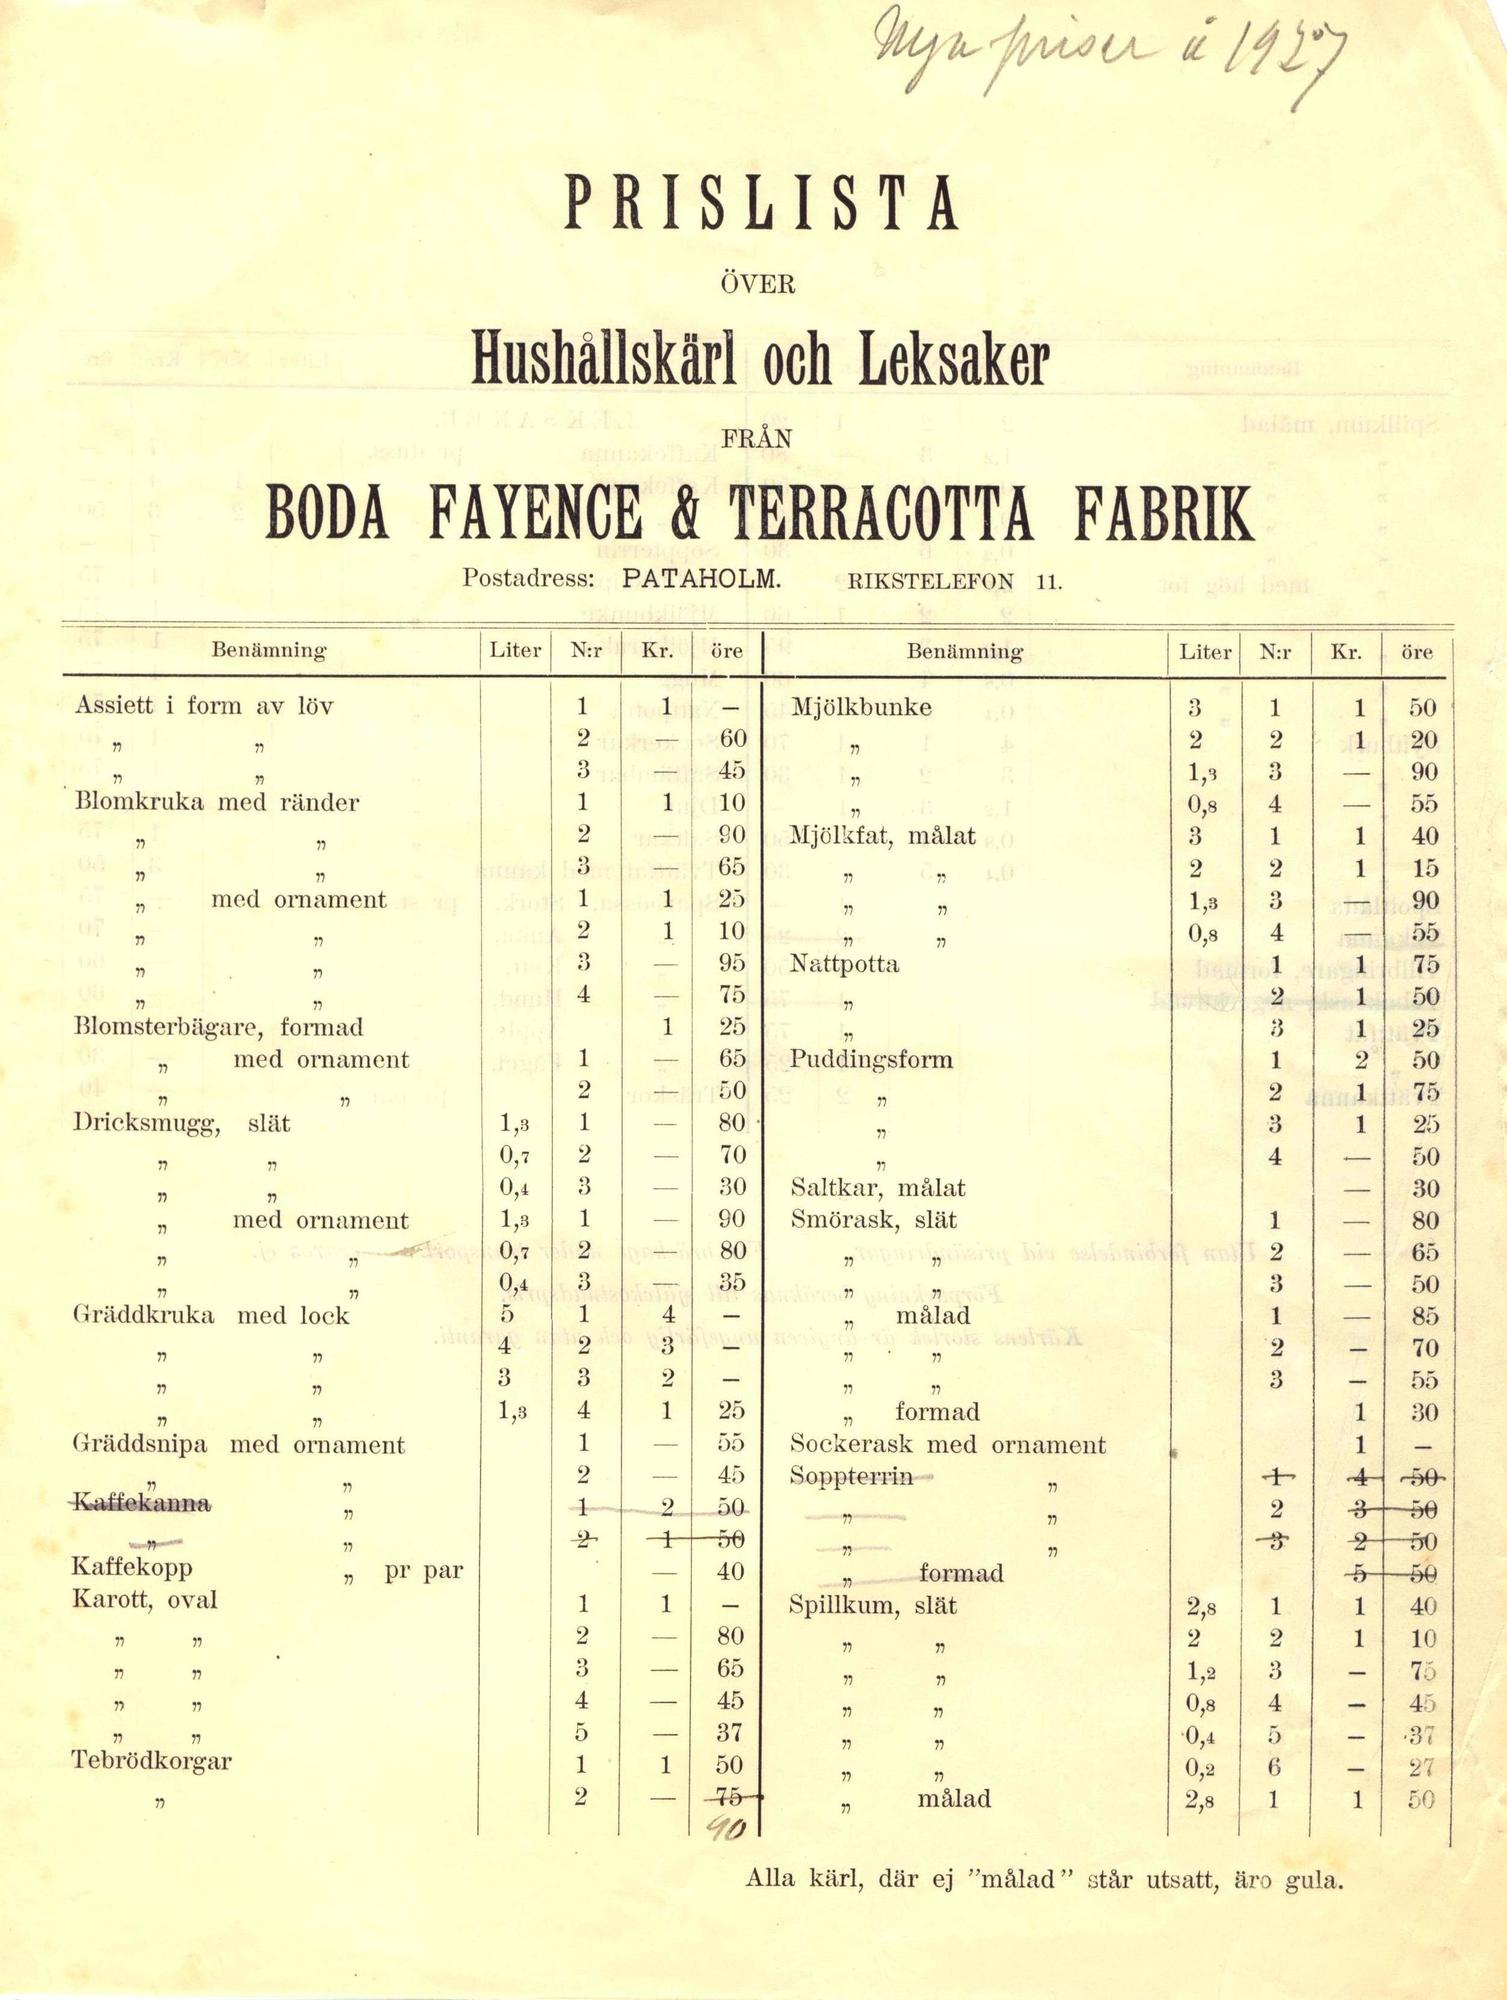 Nya priser å 1927
PRISLISTA
ÖVER
Hushållskärl och Leksaker
FRÅN
BODA FAYENCE & TERRACOTTA FABRIK
Postadress: PATAHOLM. RIKSTELEFON 11.
Benämning Liter N:r Kr. öre
Assiett i form av löv 1 1 —
„ „ 2 — 60
„ „ 3 — 45
Blomkruka med ränder 1 1 10
„ „ 2 — 90
„ „ 3 — 65
„ med ornament 1 1 25
„ „ 2 1 10
„ „ 3 — 95
„ „ 4 — 75
Blomsterbägare, formad 1 25
„ med ornament 1 — 65
„ „ 2 — 50
Dricksmugg, slät 1,3 1 — 80
„ „ 0,7 2 — 70
„ „ 0,4 3 — 30
„ med ornament 1,3 1 — 90
„ „ 0,7 2 — 80
„ „ 0,4 3 — 35
Gräddkruka med lock 5 1 4 —
„ „ 4 2 3 —
„ „ 3 3 2 —
„ „ 1,3 4 1 25
Gräddsnipa med ornament 1 — 55
„ „ 2 — 45
Kaffekanna „ 1 2 50
„ „ 2 1 50
Kaffekopp „ pr par — 40
Karott, oval 1 1 —
„ „ 2 — 80
„ „ 3 — 65
„ „ 4 — 45
„ „ 5 — 37
Tebrödkorgar 1 1 50
„ 2 — 75
90
Benämning Liter N:r Kr. öre
Mjölkbunke 3 1 1 50
„ 2 2 1 20
„ 1,3 3 — 90
„ 0,8 4 — 55
Mjölkfat, målat 3 1 1 40
„ „ 2 2 1 15
„ „ 1,3 3 — 90
„ „ 0,8 4 — 55
Nattpotta 1 1 75
„ 2 1 50
„ 3 1 25
Puddingsform 1 2 50
„ 2 1 75
„ 3 1 25
„ 4 — 50
Saltkar, målat — 30
Smörask, slät 1 — 80
„ „ 2 — 65
„ „ 3 — 50
„ målad 1 — 85
„ „ 2 — 70
„ „ 3 — 55
„ formad 1 30
Sockerask med ornament 1 —
Soppterrin „ 1 4 50
„ „ 2 3 50
„ „ 3 2 50
„ formad 5 50
Spillkum, slät 2,8 1 1 40
„ „ 2 2 1 10
„ „ 1,2 3 — 75
„ „ 0,8 4 — 45
„ „ 0,4 5 — 37
„ „ 0,2 6 — 27
„ målad 2,8 1 1 50
Alla kärl, där ej "målad" står utsatt, äro gula.